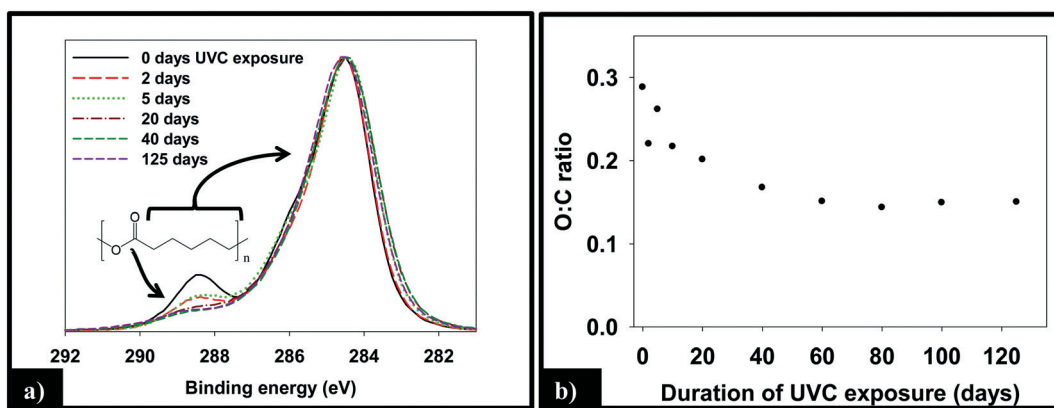 0 days UVC exposure
2 days
5 days
20 days
40 days
125 days
O
O
n
292 290 288 286 284 282
Binding energy (eV)
a)
O:C ratio
0.3
0.2
0.1
0.0
0 20 40 60 80 100 120
Duration of UVC exposure (days)
b)